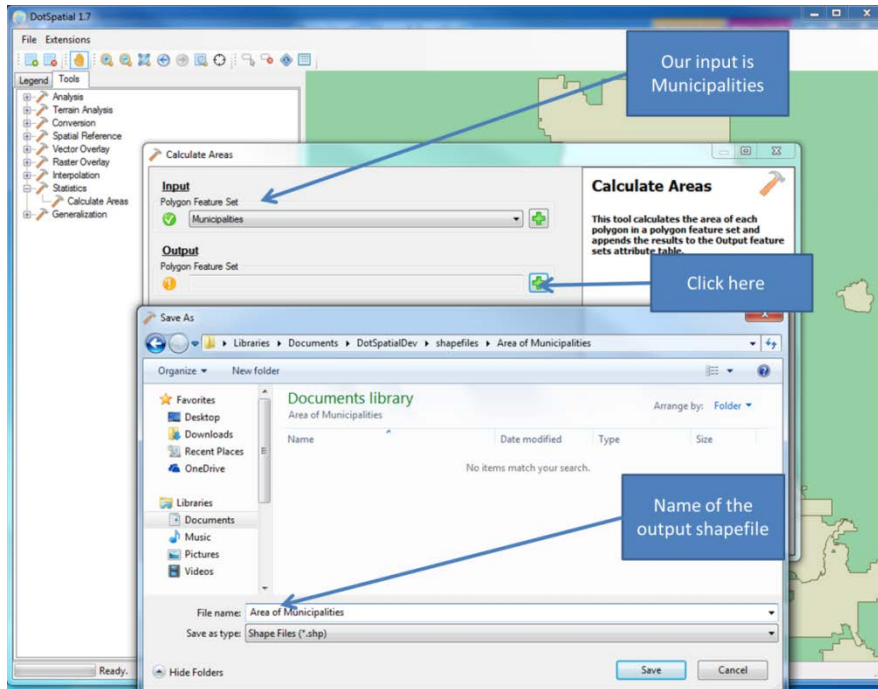 DotSpatial 1.7
File Extensions
Legend Tools
Analysis
Terrain Analysis
Conversion
Spatial Reference
Vector Overlay
Raster Overlay
Interpolation
Statistics
Calculate Areas
Generalization
Our input is
Municipalities
Calculate Areas
Input
Polygon Feature Set
Municipalities
Output
Polygon Feature Set
Calculate Areas
This tool calculates the area of each
polygon in a polygon feature set and
appends the results to the Output feature
sets attribute table.
Click here
Save As
Libraries Documents DotSpatialDev shapefiles Area of Municipalities
Organize New folder
Favorites
Desktop
Downloads
Recent Places
OneDrive
Libraries
Documents
Music
Pictures
Videos
Documents library
Area of Municipalities
Arrange by: Folder
Name Date modified Type Size
No items match your search.
Name of the
output shapefile
File name: Area of Municipalities
Save as type: Shape Files (*.shp)
Hide Folders
Save Cancel
Ready.